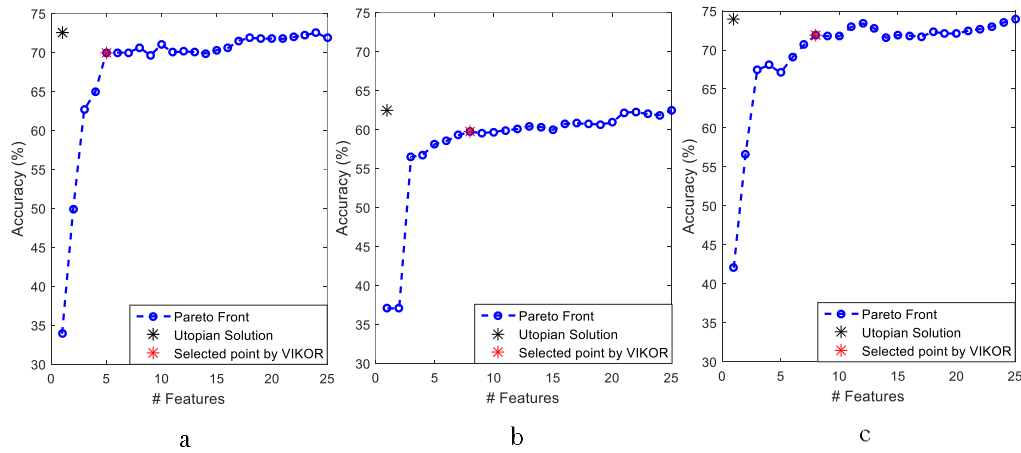 75
70
65
60
55
50
45
40
35
30
Accuracy (%)
0 5 10 15 20 25
# Features
Pareto Front
Utopian Solution
Selected point by VIKOR
a
75
70
65
60
55
50
45
40
35
30
Accuracy (%)
0 5 10 15 20 25
# Features
Pareto Front
Utopian Solution
Selected point by VIKOR
b
75
70
65
60
55
50
45
40
35
30
Accuracy (%)
0 5 10 15 20 25
# Features
Pareto Front
Utopian Solution
Selected point by VIKOR
c